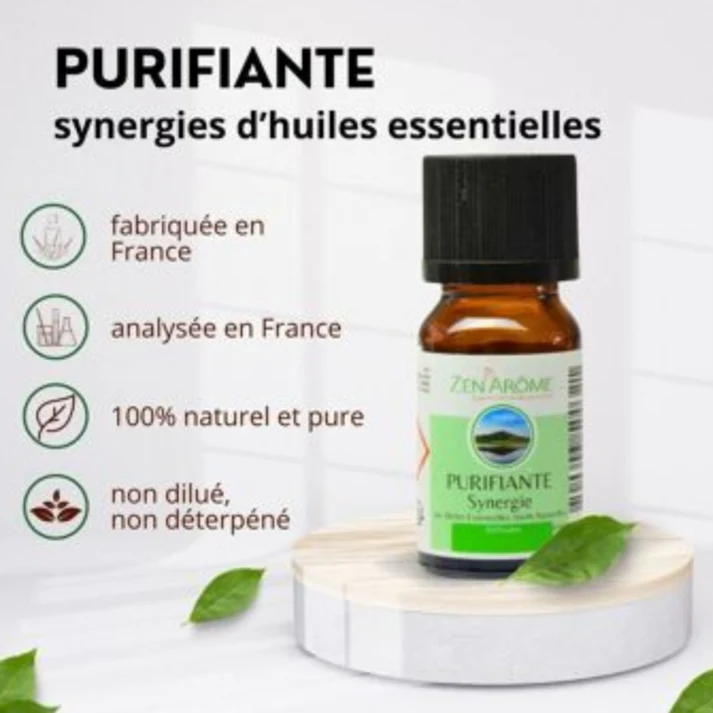 PURIFIANTE
synergies d'huiles essentielles
fabriquée en
France
analysée en France
100% naturel et pure
non dilué,
non déterpéné
ZEN'ARÔME
PURIFIANTE
Synergie